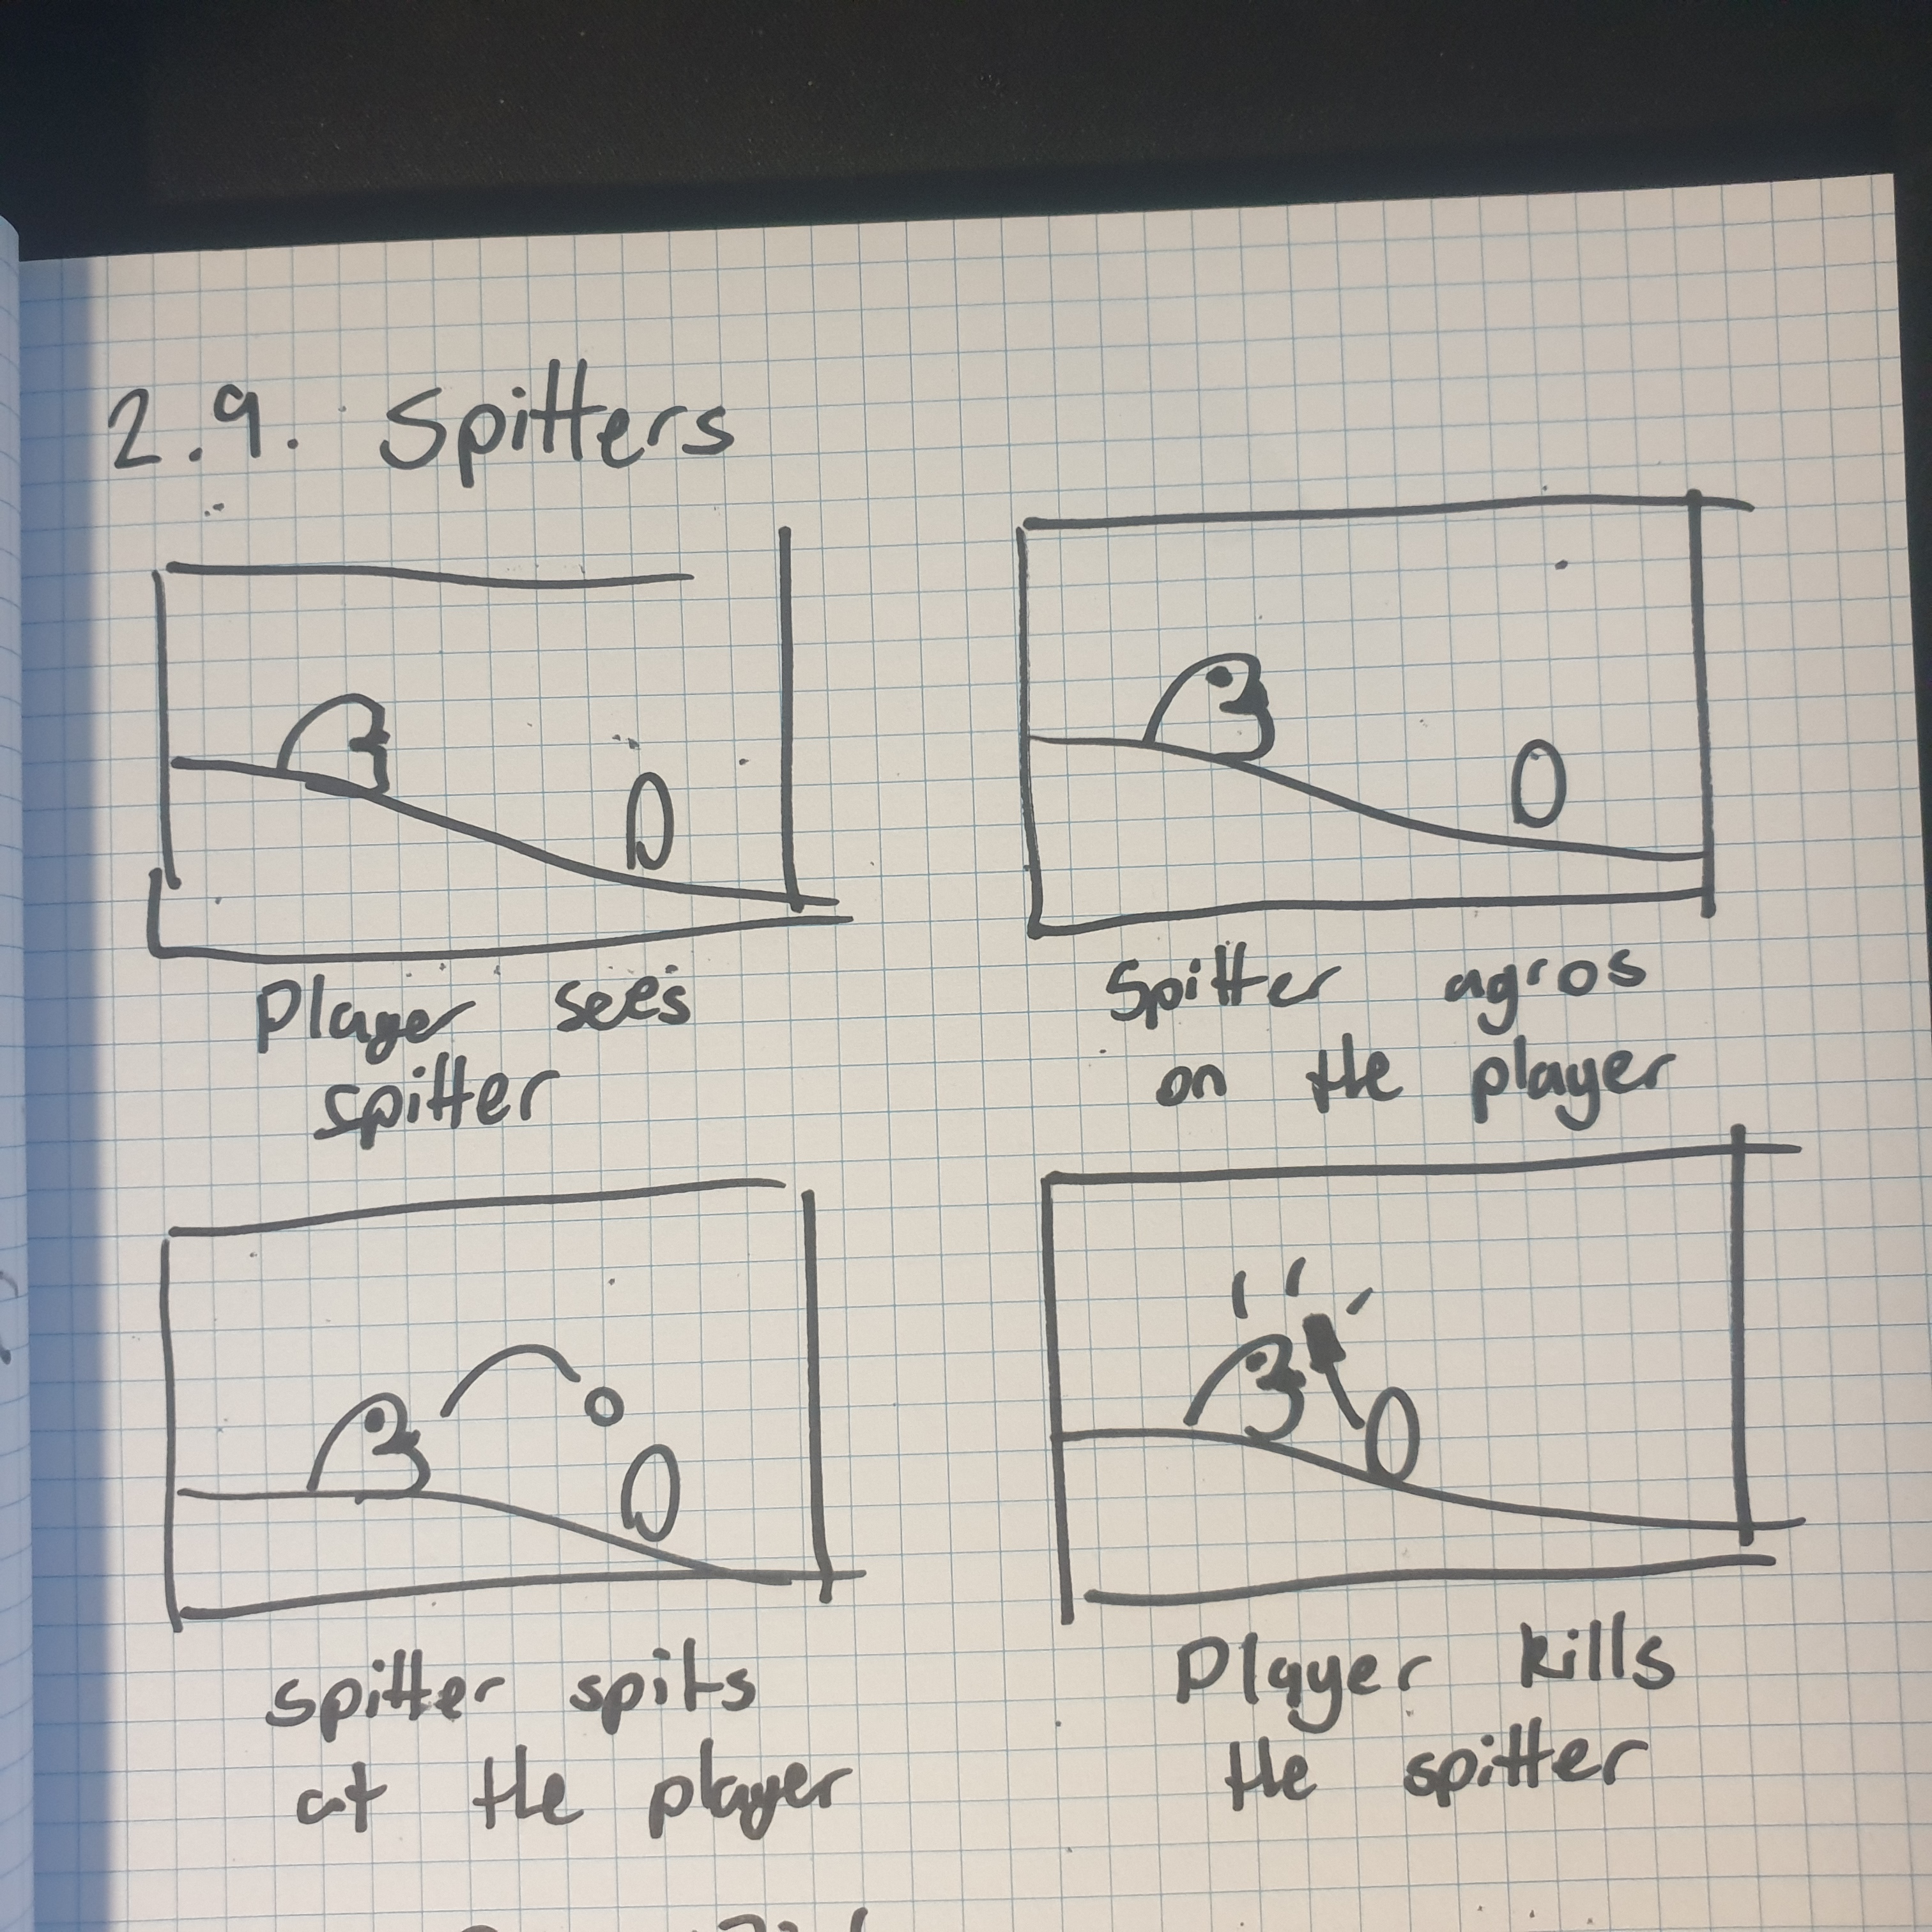 2.9. Spitters
Player sees
spitter
Spitter agros
on the player
spitter spits
at the player
Player kills
the spitter